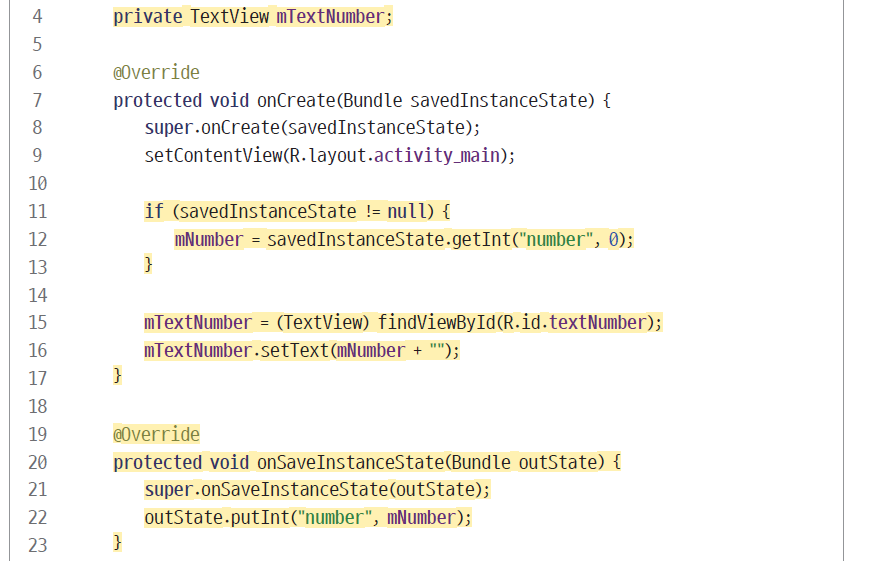 4 private TextView mTextNumber;
5
6 @Override
7 protected void onCreate(Bundle savedInstanceState) {
8 super.onCreate(savedInstanceState);
9 setContentView(R.layout.activity_main);
10
11 if (savedInstanceState != null) {
12 mNumber = savedInstanceState.getInt("number", 0);
13 }
14
15 mTextNumber = (TextView) findViewById(R.id.textNumber);
16 mTextNumber.setText(mNumber + "");
17 }
18
19 @Override
20 protected void onSaveInstanceState(Bundle outState) {
21 super.onSaveInstanceState(outState);
22 outState.putInt("number", mNumber);
23 }